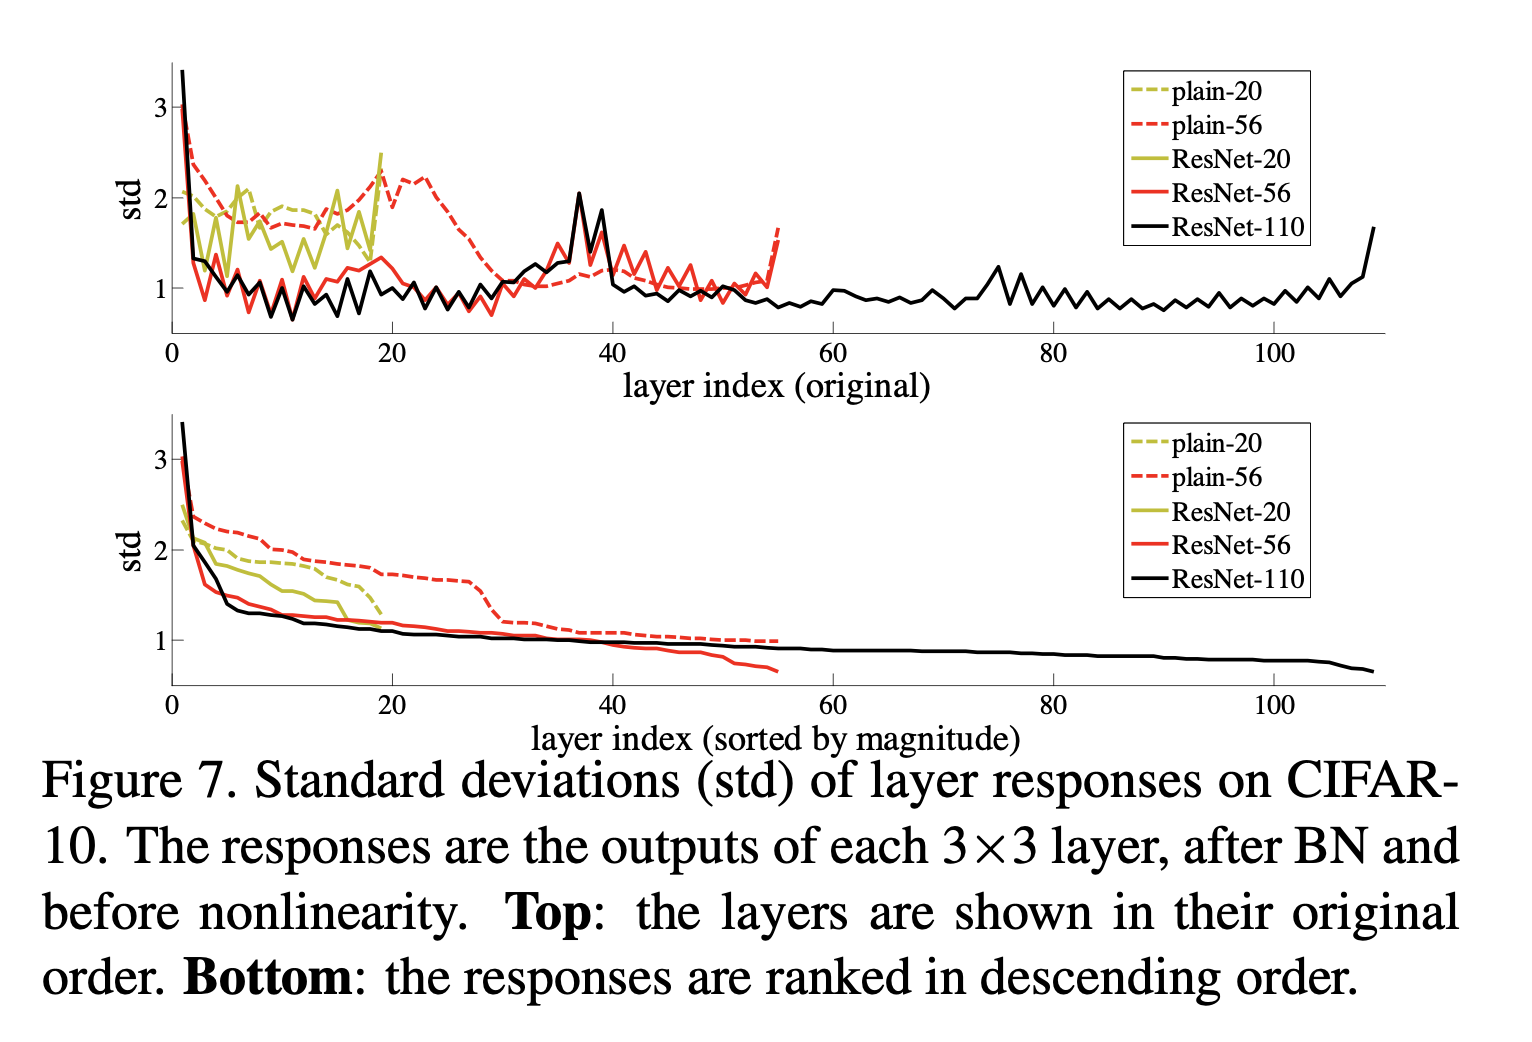 3
2
1
std
plain-20
plain-56
ResNet-20
ResNet-56
ResNet-110
0 20 40 60 80 100
layer index (original)
3
2
1
std
plain-20
plain-56
ResNet-20
ResNet-56
ResNet-110
0 20 40 60 80 100
layer index (sorted by magnitude)
Figure 7. Standard deviations (std) of layer responses on CIFAR-
10. The responses are the outputs of each 3×3 layer, after BN and
before nonlinearity. Top: the layers are shown in their original
order. Bottom: the responses are ranked in descending order.